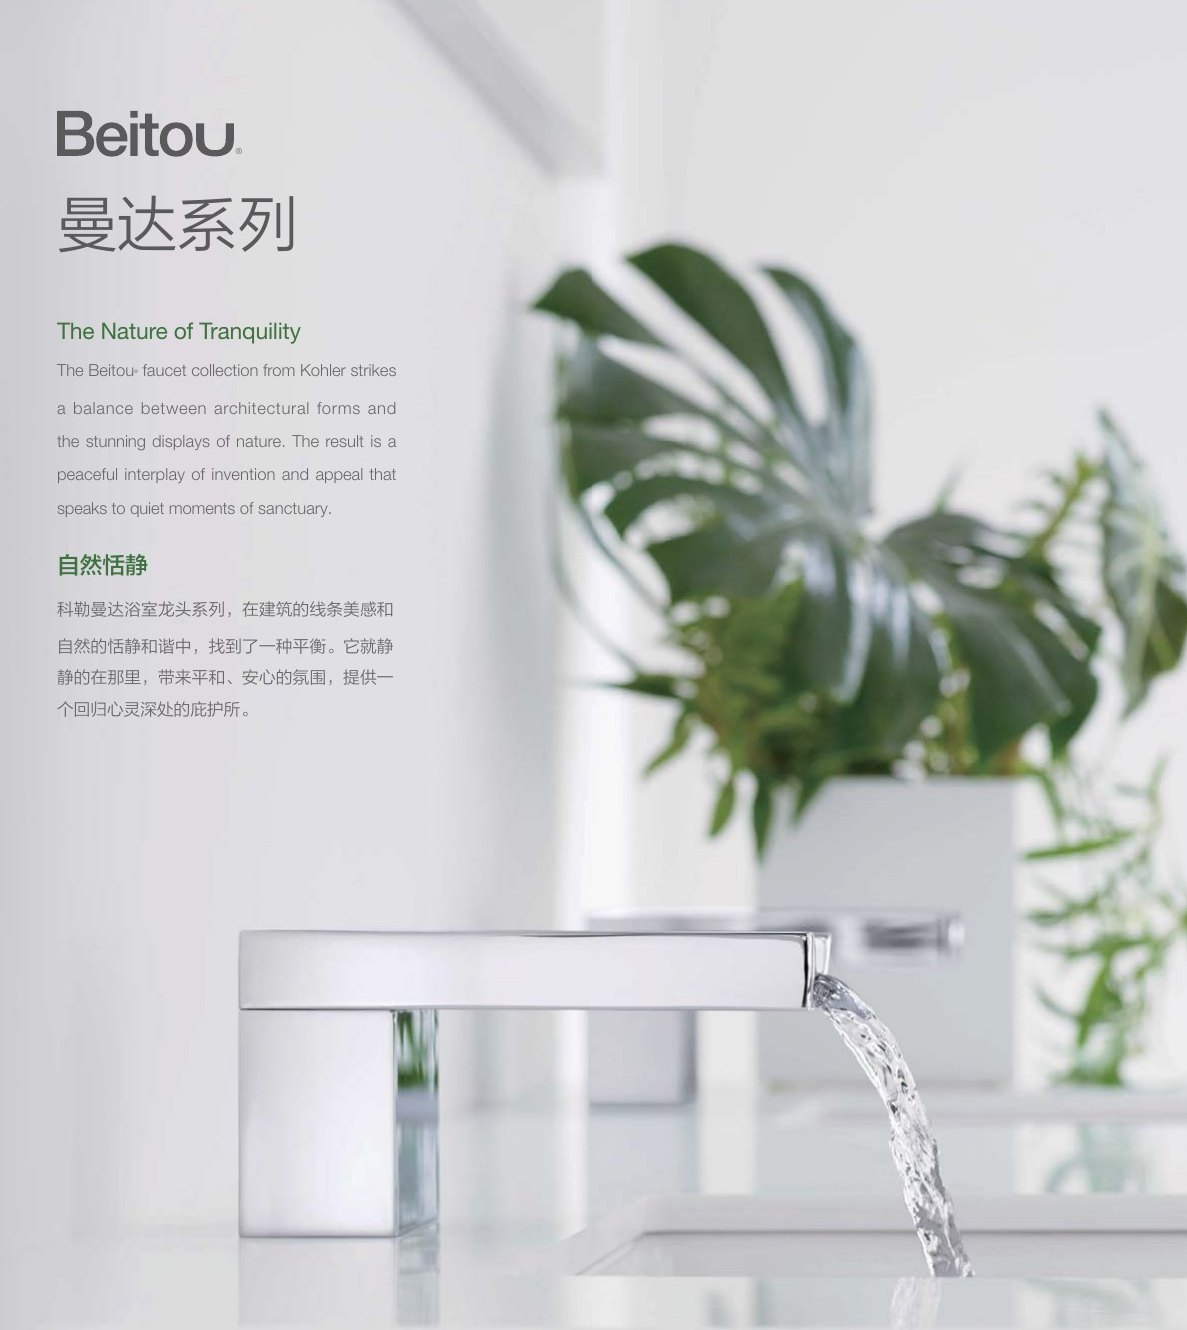 Beitou®
曼达系列
The Nature of Tranquility
The Beitou® faucet collection from Kohler strikes
a balance between architectural forms and
the stunning displays of nature. The result is a
peaceful interplay of invention and appeal that
speaks to quiet moments of sanctuary.
自然恬静
科勒曼达浴室龙头系列，在建筑的线条美感和
自然的恬静和谐中，找到了一种平衡。它就静
静的在那里，带来平和、安心的氛围，提供一
个回归心灵深处的庇护所。